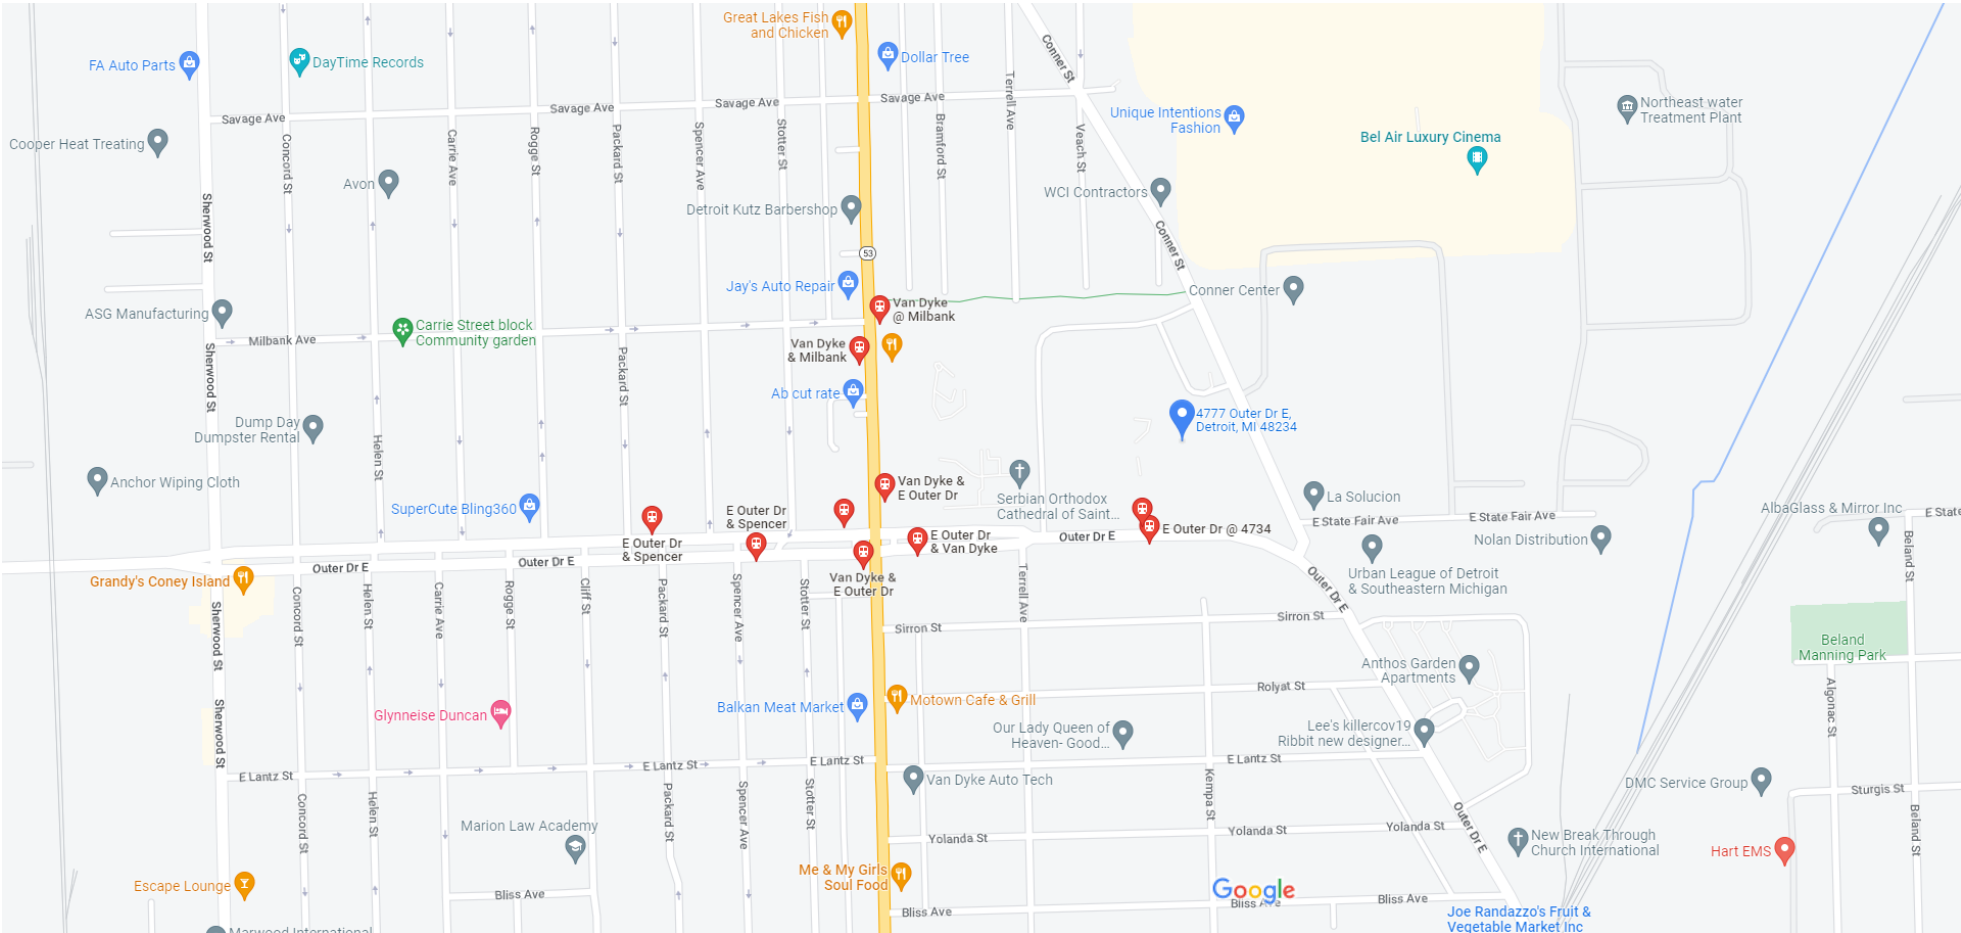 Great Lakes Fish
and Chicken
Dollar Tree
FA Auto Parts
DayTime Records
Conner St
Savage Ave
Savage Ave
Savage Ave
Savage Ave
Terrell Ave
Veach St
Unique Intentions
Fashion
Bel Air Luxury Cinema
Northeast water
Treatment Plant
Cooper Heat Treating
Concord St
Carrie Ave
Rogge St
Packard St
Spencer Ave
Stotter St
Bramford St
Avon
WCI Contractors
Detroit Kutz Barbershop
Sherwood St
Conner St
53
Jay's Auto Repair
Conner Center
Van Dyke
@ Milbank
ASG Manufacturing
Carrie Street block
Community garden
Milbank Ave
Van Dyke
& Milbank
Sherwood St
Packard St
Ab cut rate
4777 Outer Dr E,
Detroit, MI 48234
Dump Day
Dumpster Rental
Helen St
Anchor Wiping Cloth
SuperCute Bling360
Van Dyke &
E Outer Dr
Serbian Orthodox
Cathedral of Saint...
La Solucion
E State Fair Ave
E State Fair Ave
AlbaGlass & Mirror Inc
E State
E Outer Dr
& Spencer
E Outer Dr
& Spencer
E Outer Dr
& Van Dyke
Outer Dr E
E Outer Dr @ 4734
Nolan Distribution
Beland St
Outer Dr E
Outer Dr E
Grandy's Coney Island
Van Dyke &
E Outer Dr
Urban League of Detroit
& Southeastern Michigan
Outer Dr E
Sherwood St
Concord St
Helen St
Carrie Ave
Rogge St
Cliff St
Packard St
Spencer Ave
Stotter St
Terrell Ave
Sirron St
Sirron St
Beland
Manning Park
Anthos Garden
Apartments
Rolyat St
Motown Cafe & Grill
Balkan Meat Market
Glynneise Duncan
Sherwood St
Our Lady Queen of
Heaven- Good...
Lee's killercov19
Ribbit new designer...
Algonac St
E Lantz St
E Lantz St
E Lantz St
E Lantz St
Van Dyke Auto Tech
Kempa St
DMC Service Group
Sturgis St
Concord St
Helen St
Packard St
Spencer Ave
Stotter St
Marion Law Academy
Yolanda St
Yolanda St
Yolanda St
Outer Dr E
New Break Through
Church International
Beland St
Hart EMS
Me & My Girls
Soul Food
Escape Lounge
Bliss Ave
Google
Bliss Ave
Bliss Ave
Bliss Ave
Joe Randazzo's Fruit &
Vegetable Market Inc
Marwood International